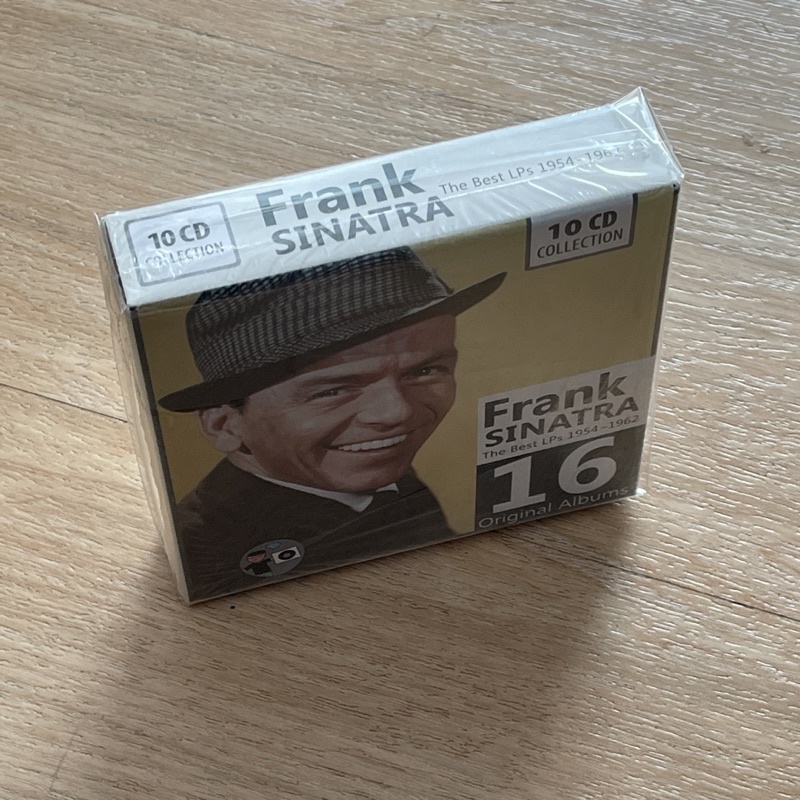 10 CD
COLLECTION
Frank
SINATRA
The Best LPs 1954-1962
10 CD
COLLECTION
Frank
SINATRA
The Best LPs 1954-1962
16
Original Albums